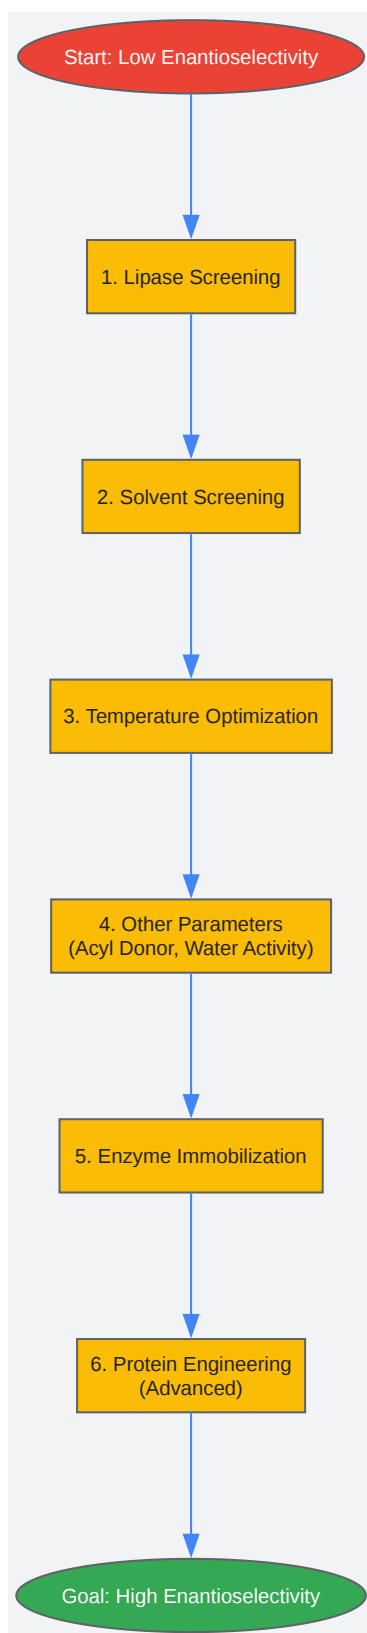 Start: Low Enantioselectivity
1. Lipase Screening
2. Solvent Screening
3. Temperature Optimization
4. Other Parameters
(Acyl Donor, Water Activity)
5. Enzyme Immobilization
6. Protein Engineering
(Advanced)
Goal: High Enantioselectivity